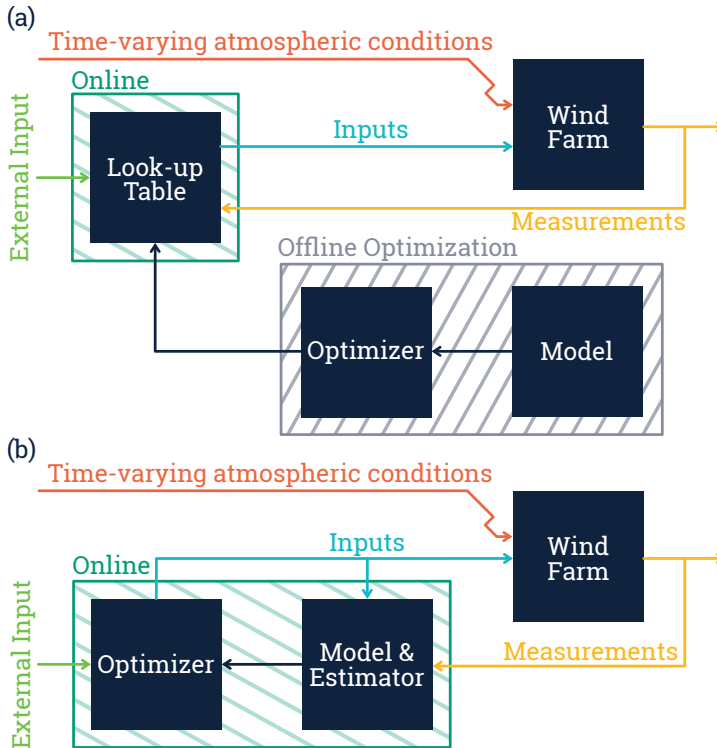 (a)
Time-varying atmospheric conditions
Online
External Input
Look-up
Table
Inputs
Wind
Farm
Measurements
Offline Optimization
Optimizer
Model
(b)
Time-varying atmospheric conditions
Online
External Input
Inputs
Wind
Farm
Optimizer
Model &
Estimator
Measurements